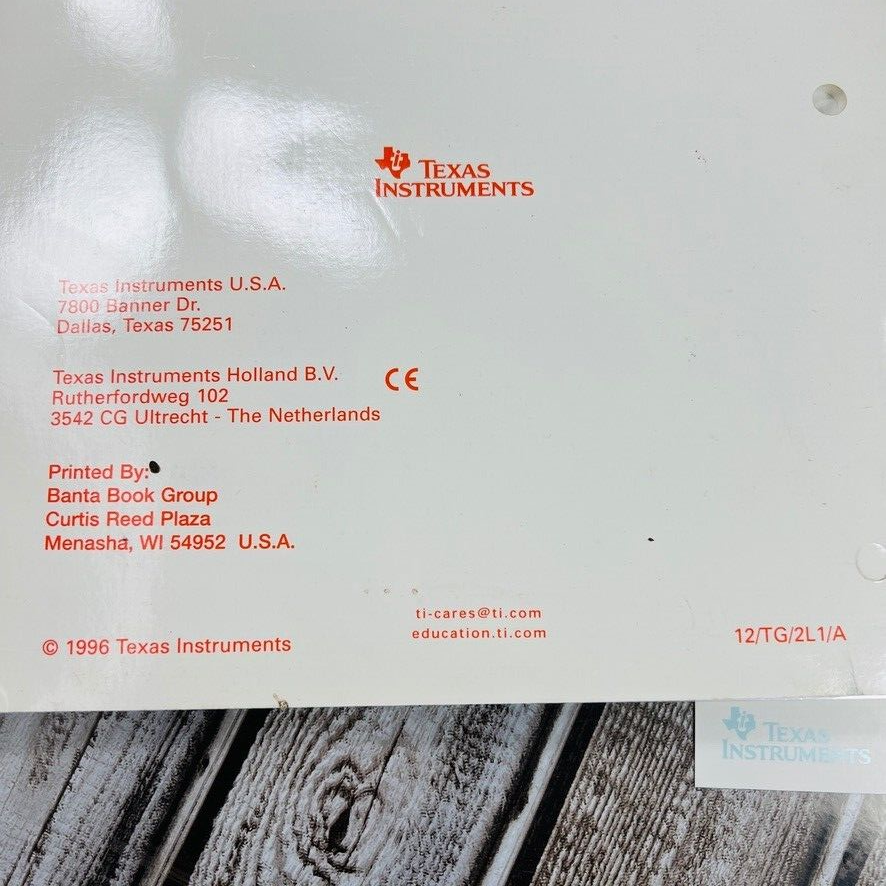 TEXAS
INSTRUMENTS
Texas Instruments U.S.A.
7800 Banner Dr.
Dallas, Texas 75251
Texas Instruments Holland B.V.
CE
Rutherfordweg 102
3542 CG Ultrecht - The Netherlands
Printed By:
Banta Book Group
Curtis Reed Plaza
Menasha, WI 54952 U.S.A.
ti-cares@ti.com
education.ti.com
© 1996 Texas Instruments
12/TG/2L1/A
TEXAS
INSTRUMENTS